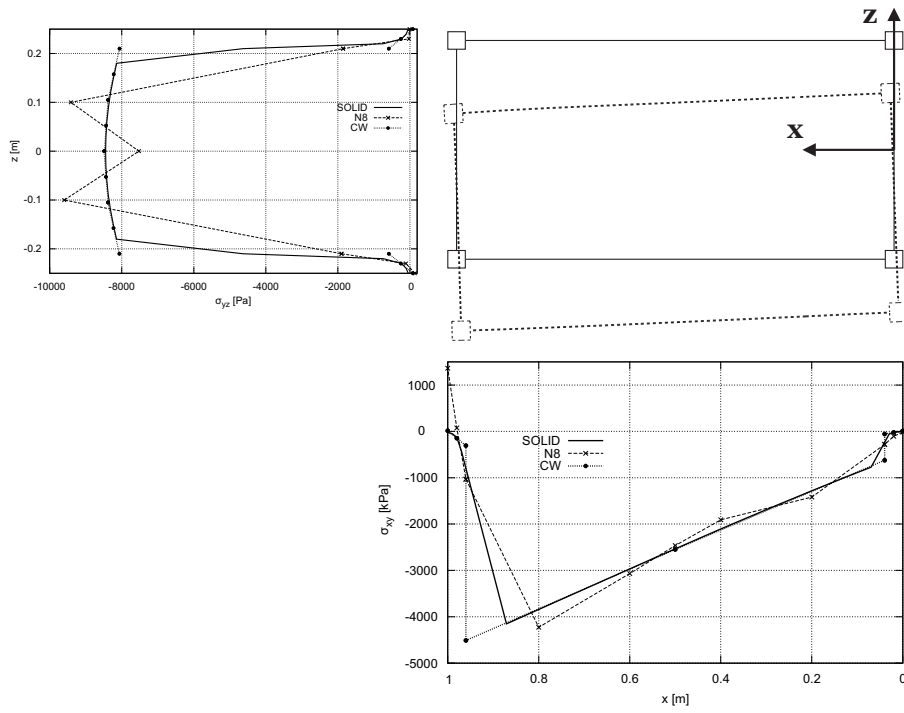 0.2
0.1
0
-0.1
-0.2
z [m]
SOLID
N8
CW
-10000 -8000 -6000 -4000 -2000 0
σyz [Pa]
z
x
1000
0
-1000
-2000
-3000
-4000
-5000
σxy [kPa]
SOLID
N8
CW
1 0.8 0.6 0.4 0.2 0
x [m]